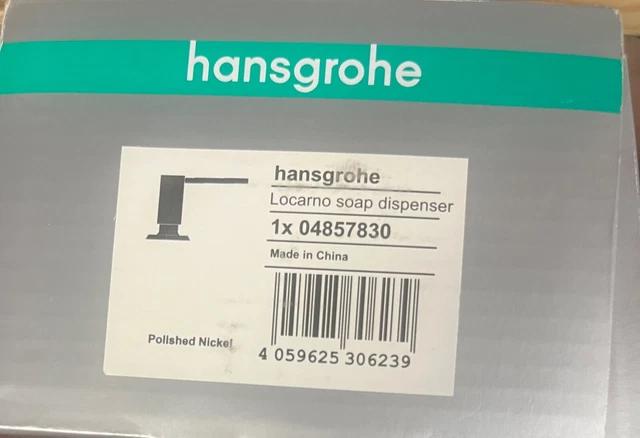 hansgrohe
hansgrohe
Locarno soap dispenser
1x 04857830
Made in China
Polished Nickel
4 059625 306239